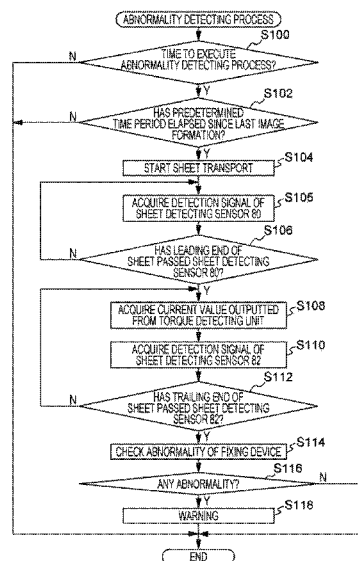 ABNORMALITY DETECTING PROCESS
S100
TIME TO EXECUTE
ABNORMALITY DETECTING PROCESS?
N
Y
S102
HAS PREDETERMINED
TIME PERIOD ELAPSED SINCE LAST IMAGE
FORMATION?
N
Y
S104
START SHEET TRANSPORT
S105
ACQUIRE DETECTION SIGNAL OF
SHEET DETECTING SENSOR 80
S106
HAS LEADING END OF
SHEET PASSED SHEET DETECTING
SENSOR 80?
N
Y
S108
ACQUIRE CURRENT VALUE OUTPUTTED
FROM TORQUE DETECTING UNIT
S110
ACQUIRE DETECTION SIGNAL OF
SHEET DETECTING SENSOR 82
S112
HAS TRAILING END OF
SHEET PASSED SHEET DETECTING
SENSOR 82?
N
Y
S114
CHECK ABNORMALITY OF FIXING DEVICE
S116
ANY ABNORMALITY?
N
Y
S118
WARNING
END